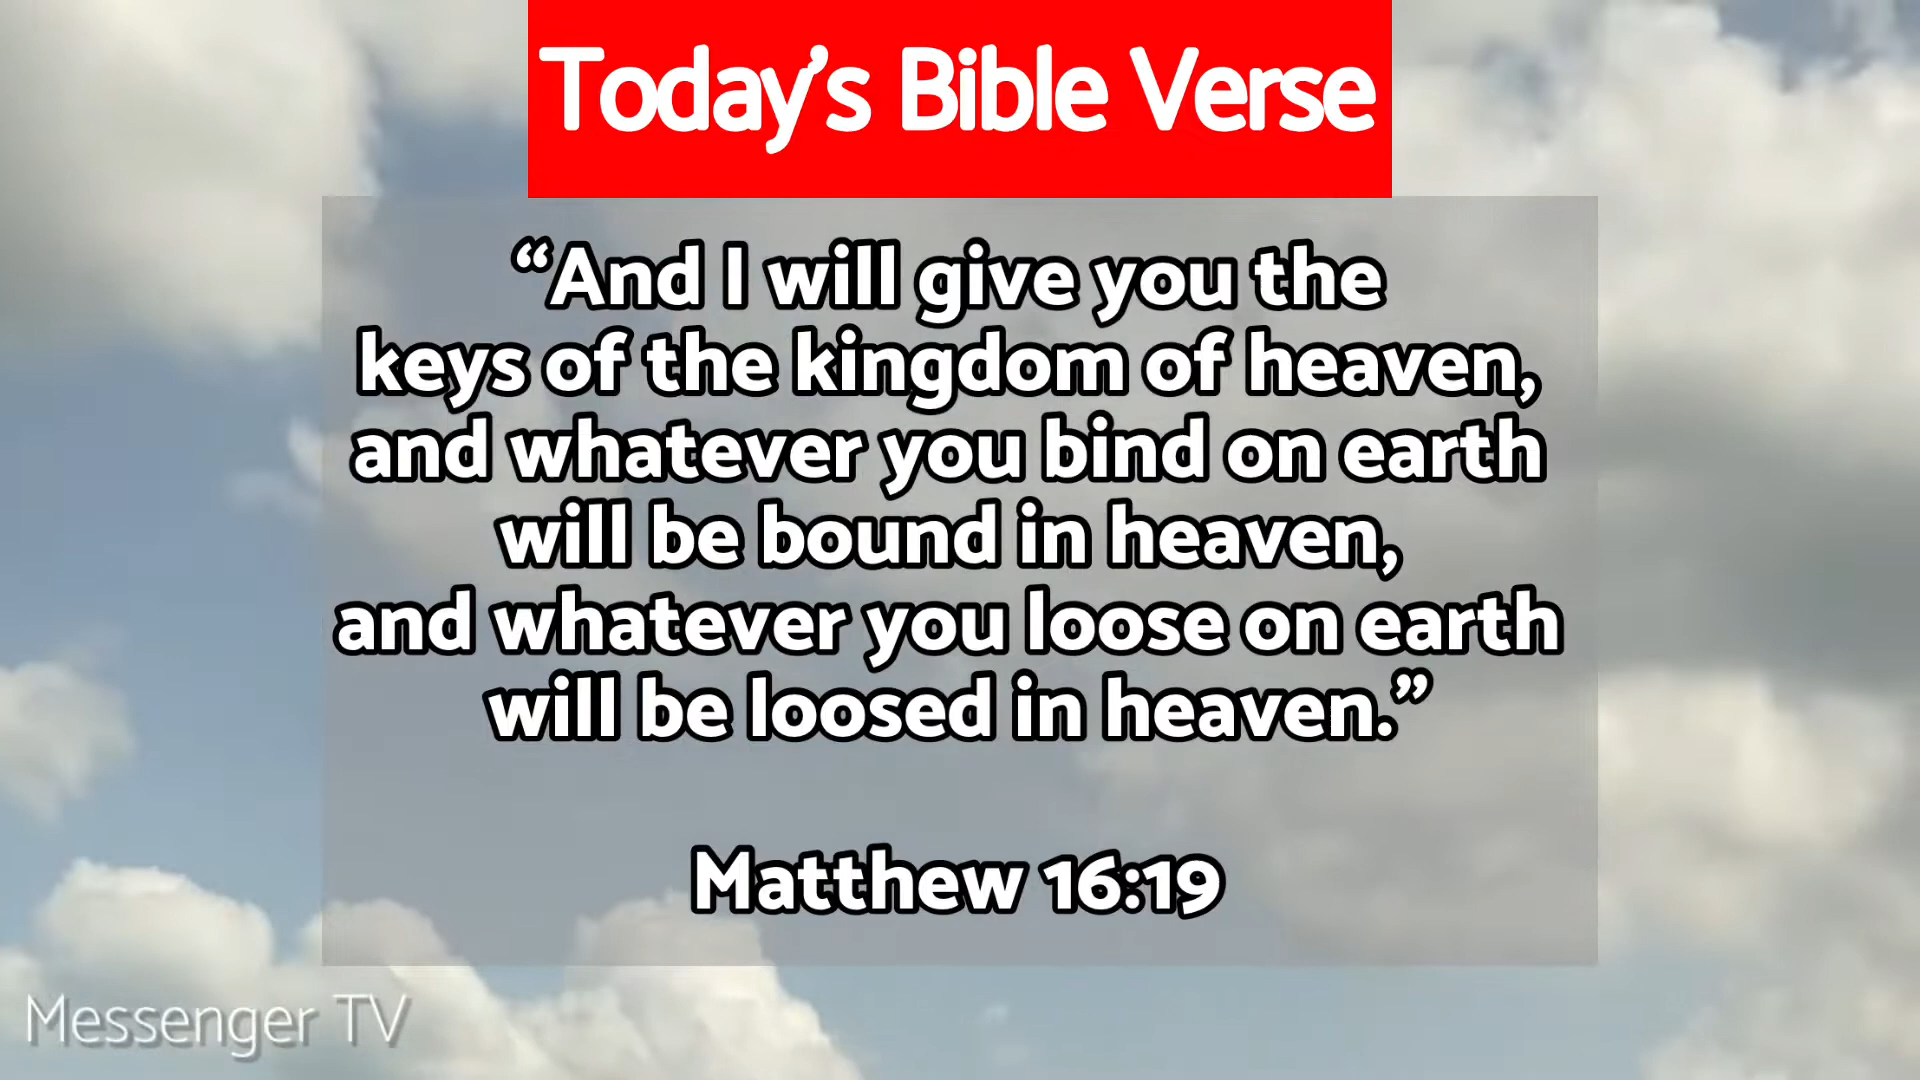 Today's Bible Verse
“And I will give you the
keys of the kingdom of heaven,
and whatever you bind on earth
will be bound in heaven,
and whatever you loose on earth
will be loosed in heaven.”
Matthew 16:19
Messenger TV